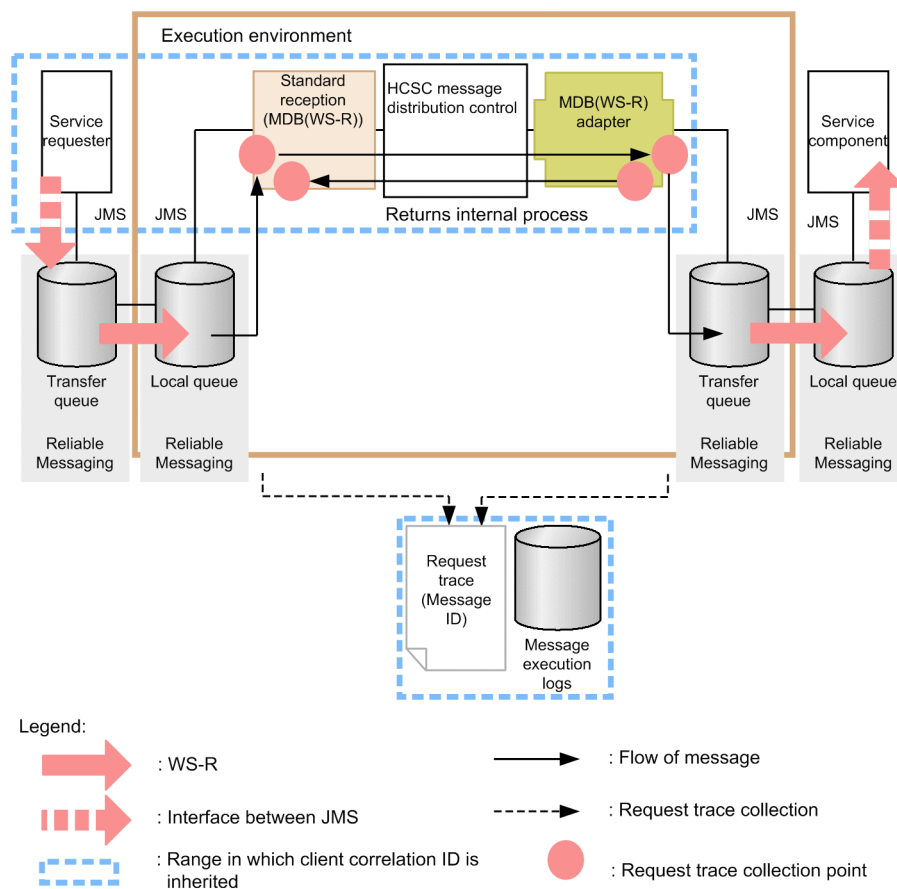 Execution environment
Service
requester
Standard
reception
(MDB(WS-R))
HCSC message
distribution control
MDB(WS-R)
adapter
Service
component
JMS
JMS
Returns internal process
JMS
JMS
Transfer
queue
Local queue
Transfer
queue
Local queue
Reliable
Messaging
Reliable
Messaging
Reliable
Messaging
Reliable
Messaging
Request
trace
(Message
ID)
Message
execution
logs
Legend:
: WS-R
: Flow of message
: Interface between JMS
: Request trace collection
: Range in which client correlation ID is
inherited
: Request trace collection point